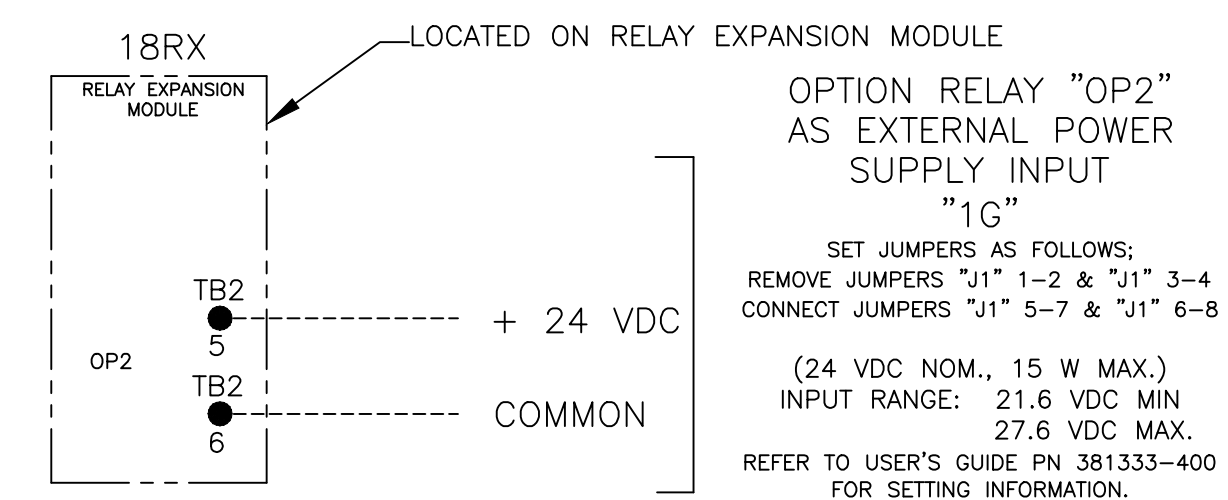 18RX
RELAY EXPANSION
MODULE
LOCATED ON RELAY EXPANSION MODULE
TB2
5
OP2
TB2
6
+ 24 VDC
COMMON
OPTION RELAY "OP2"
AS EXTERNAL POWER
SUPPLY INPUT
"1G"
SET JUMPERS AS FOLLOWS;
REMOVE JUMPERS "J1" 1-2 & "J1" 3-4
CONNECT JUMPERS "J1" 5-7 & "J1" 6-8
(24 VDC NOM., 15 W MAX.)
INPUT RANGE: 21.6 VDC MIN
27.6 VDC MAX.
REFER TO USER'S GUIDE PN 381333-400
FOR SETTING INFORMATION.